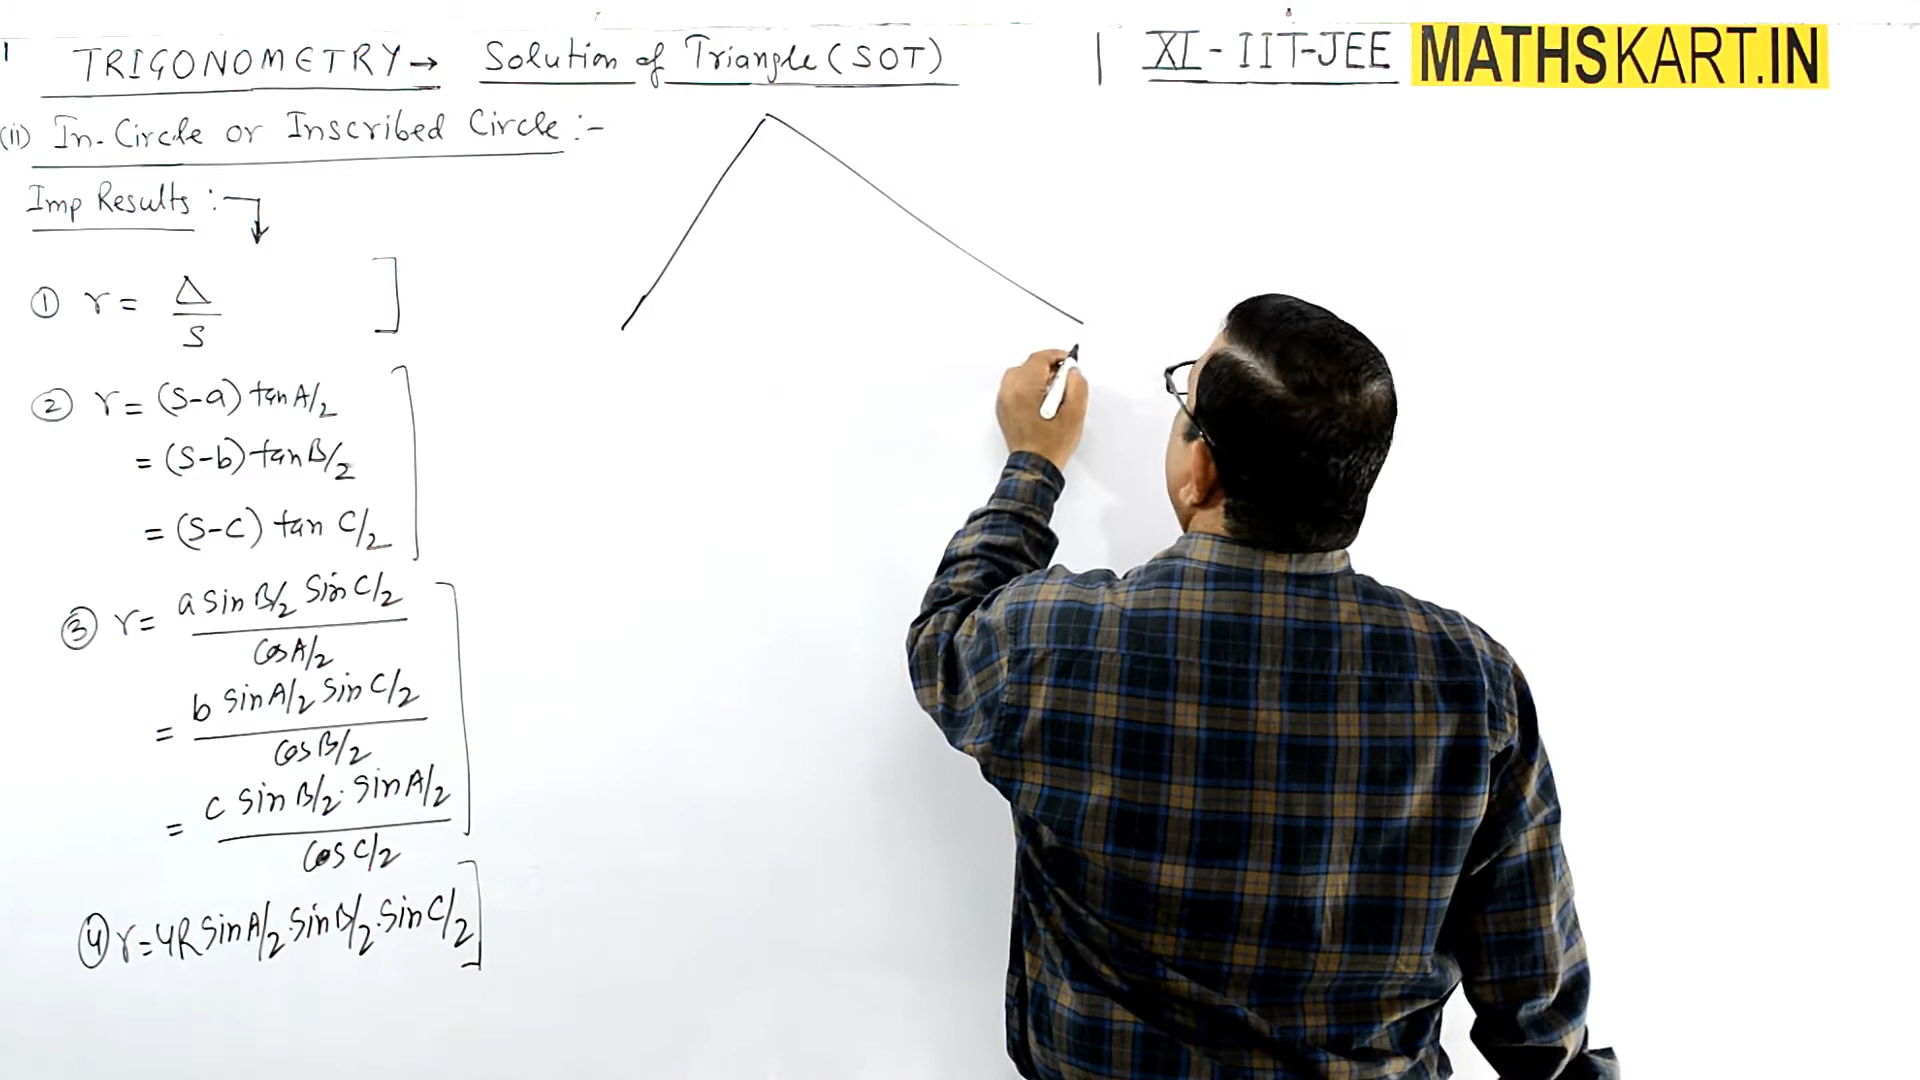 TRIGONOMETRY → Solution of Triangle (SOT) | XI - IIT-JEE MATHSKART.IN
(ii) In-Circle or Inscribed Circle :-
Imp Results :
① r = Δ/S
② r = (S-a) tan A/2
= (S-b) tan B/2
= (S-c) tan C/2
③ r = a sin B/2 sin C/2
cos A/2
= b sin A/2 sin C/2
cos B/2
= c sin B/2 . sin A/2
cos C/2
④ r = 4R sin A/2 . sin B/2 . sin C/2